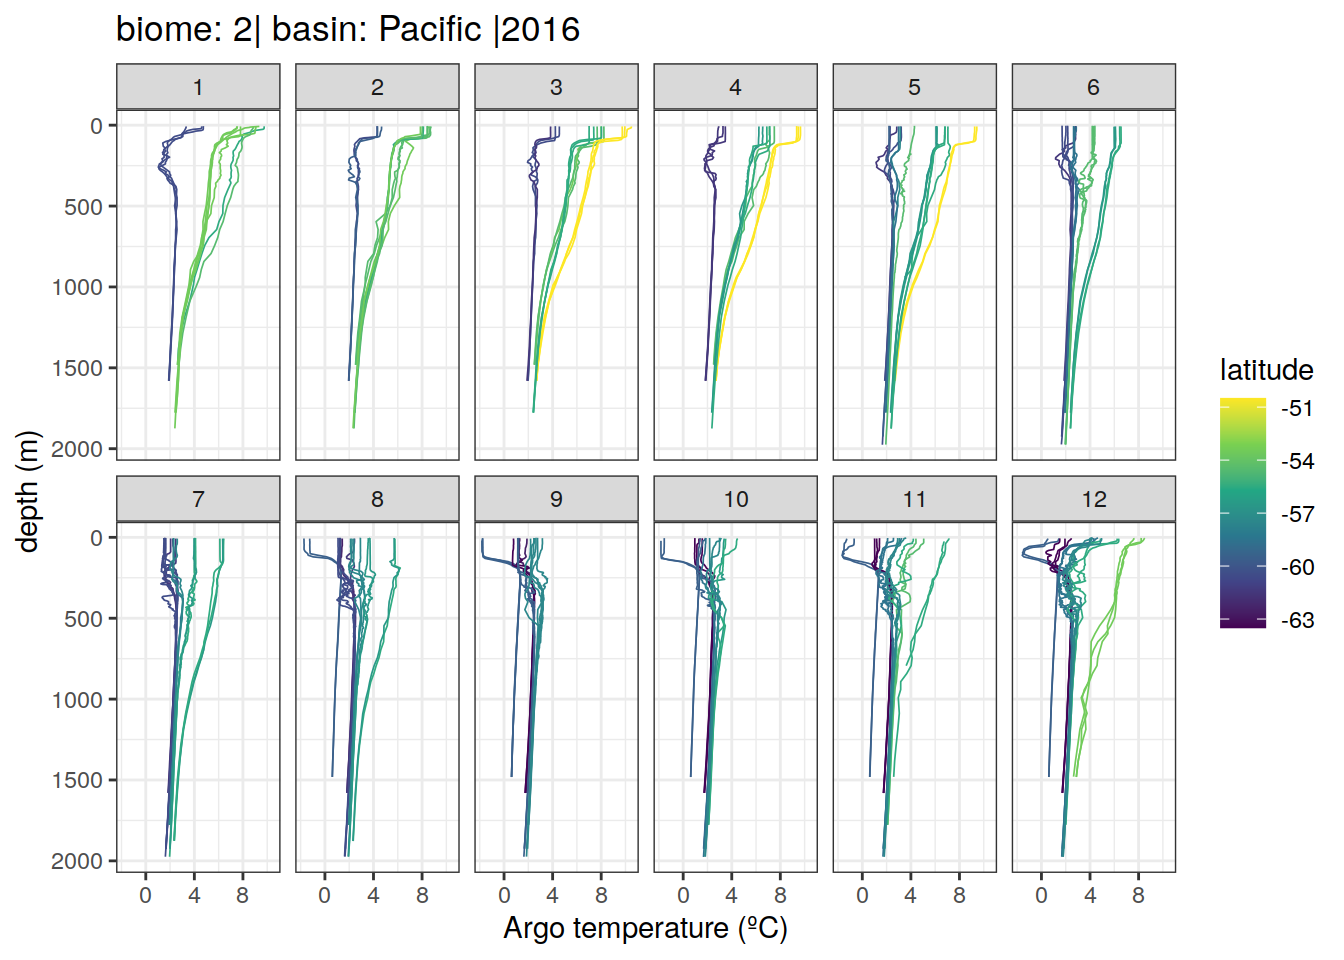 biome: 2| basin: Pacific |2016
1 2 3 4 5 6
0
500
1000
1500
2000
7 8 9 10 11 12
0
500
1000
1500
2000
0 4 8 0 4 8 0 4 8 0 4 8 0 4 8 0 4 8
Argo temperature (ºC)
depth (m)
latitude
-51
-54
-57
-60
-63